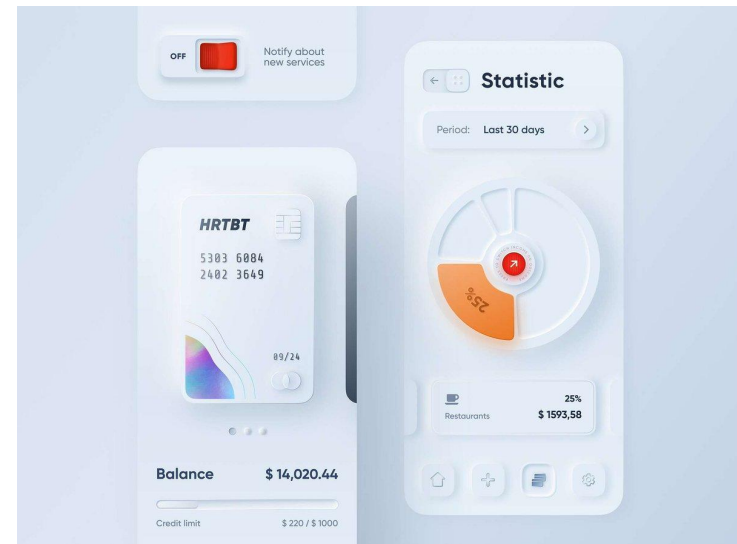 OFF
Notify about
new services
HRTBT
5303 6084
2402 3649
09/24
Balance
$ 14,020.44
Credit limit
$ 220 / $ 1000
Statistic
Period: Last 30 days
25%
Restaurants
25%
$ 1593,58